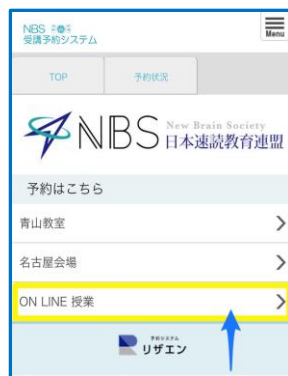 NBS
受講予約システム
Menu
TOP
予約状況
NBS
New Brain Society
日本速読教育連盟
予約はこちら
青山教室
名古屋会場
ON LINE 授業
予約システム
リザエン